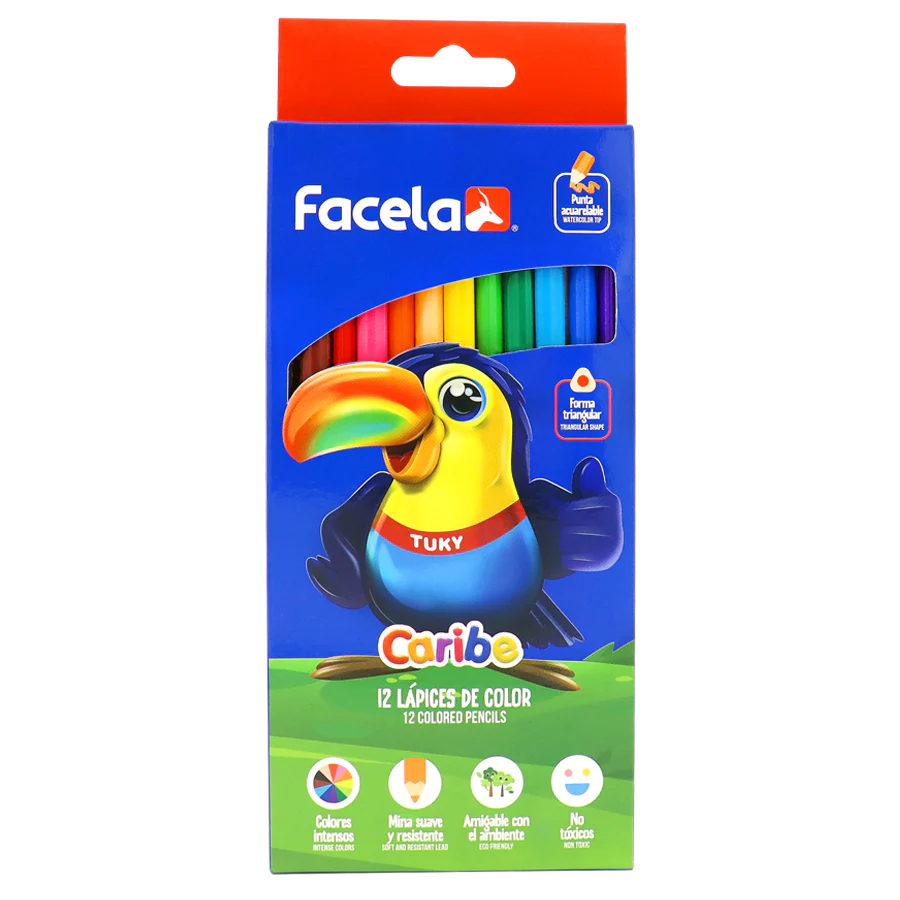 Facela
®
Punta
acuarelable
WATERCOLOR TIP
Forma
triangular
TRIANGULAR SHAPE
TUKY
Caribe
12 LÁPICES DE COLOR
12 COLORED PENCILS
Colores
intensos
INTENSE COLORS
Mina suave
y resistente
SOFT AND RESISTANT LEAD
Amigable con
el ambiente
ECO FRIENDLY
No
tóxicos
NON TOXIC